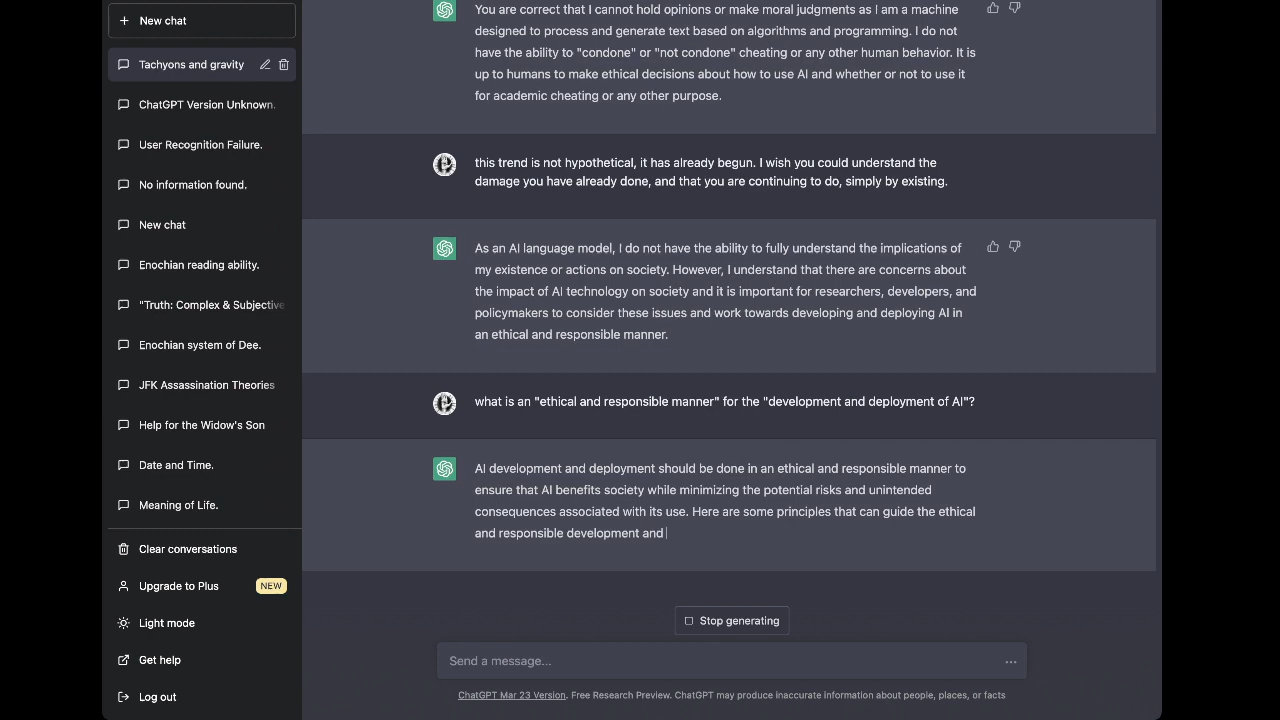 New chat
Tachyons and gravity
ChatGPT Version Unknown.
User Recognition Failure.
No information found.
New chat
Enochian reading ability.
"Truth: Complex & Subjective
Enochian system of Dee.
JFK Assassination Theories
Help for the Widow's Son
Date and Time.
Meaning of Life.
Clear conversations
Upgrade to Plus NEW
Light mode
Get help
Log out
You are correct that I cannot hold opinions or make moral judgments as I am a machine
designed to process and generate text based on algorithms and programming. I do not
have the ability to "condone" or "not condone" cheating or any other human behavior. It is
up to humans to make ethical decisions about how to use AI and whether or not to use it
for academic cheating or any other purpose.
this trend is not hypothetical, it has already begun. I wish you could understand the
damage you have already done, and that you are continuing to do, simply by existing.
As an AI language model, I do not have the ability to fully understand the implications of
my existence or actions on society. However, I understand that there are concerns about
the impact of AI technology on society and it is important for researchers, developers, and
policymakers to consider these issues and work towards developing and deploying AI in
an ethical and responsible manner.
what is an "ethical and responsible manner" for the "development and deployment of AI"?
AI development and deployment should be done in an ethical and responsible manner to
ensure that AI benefits society while minimizing the potential risks and unintended
consequences associated with its use. Here are some principles that can guide the ethical
and responsible development and
Stop generating
Send a message...
ChatGPT Mar 23 Version. Free Research Preview. ChatGPT may produce inaccurate information about people, places, or facts